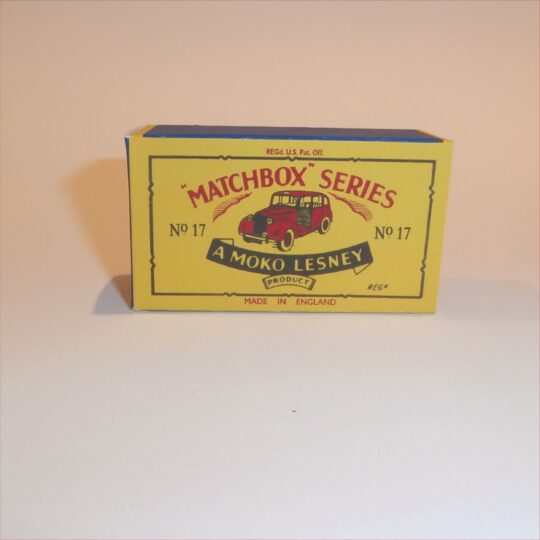 REGd. U.S. Pat. Off.
"MATCHBOX" SERIES
No 17 No 17
A MOKO LESNEY
PRODUCT
REGD
MADE IN ENGLAND